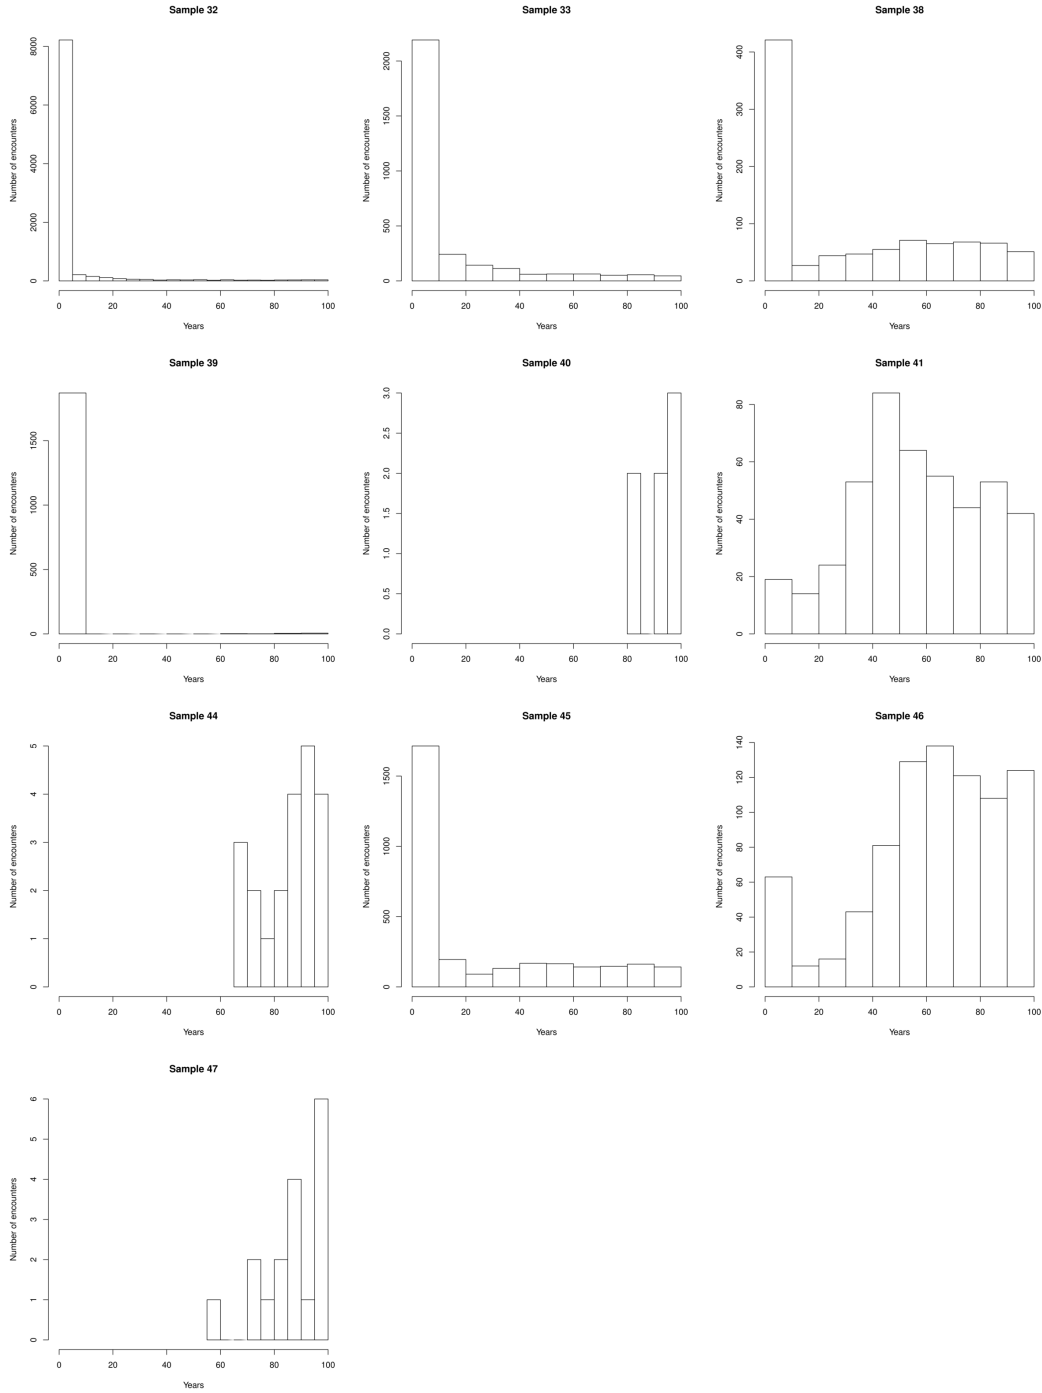 Sample 32
Number of encounters
0 2000 4000 6000 8000
0 20 40 60 80 100
Years
Sample 33
Number of encounters
0 500 1000 1500 2000
0 20 40 60 80 100
Years
Sample 38
Number of encounters
0 100 200 300 400
0 20 40 60 80 100
Years
Sample 39
Number of encounters
0 500 1000 1500
0 20 40 60 80 100
Years
Sample 40
Number of encounters
0.0 0.5 1.0 1.5 2.0 2.5 3.0
0 20 40 60 80 100
Years
Sample 41
Number of encounters
0 20 40 60 80
0 20 40 60 80 100
Years
Sample 44
Number of encounters
0 1 2 3 4 5
0 20 40 60 80 100
Years
Sample 45
Number of encounters
0 500 1000 1500
0 20 40 60 80 100
Years
Sample 46
Number of encounters
0 20 40 60 80 100 120 140
0 20 40 60 80 100
Years
Sample 47
Number of encounters
0 1 2 3 4 5 6
0 20 40 60 80 100
Years